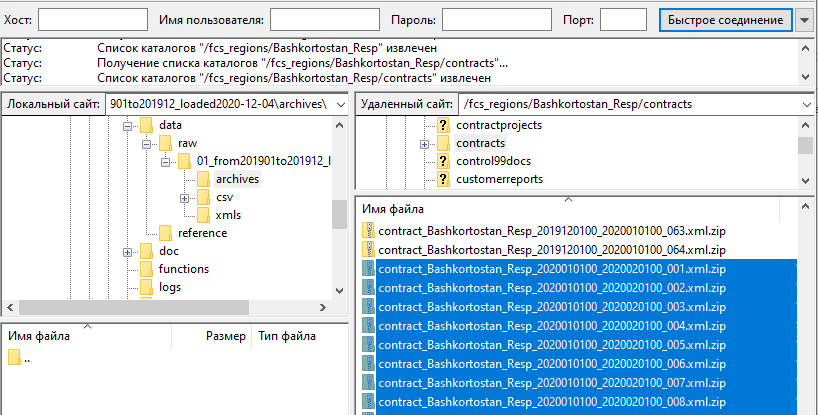 Хост: Имя пользователя: Пароль: Порт: Быстрое соединение
Статус: Список каталогов "/fcs_regions/Bashkortostan_Resp" извлечен
Статус: Получение списка каталогов "/fcs_regions/Bashkortostan_Resp/contracts"...
Статус: Список каталогов "/fcs_regions/Bashkortostan_Resp/contracts" извлечен
Локальный сайт: 901to201912_loaded2020-12-04\archives\
data
raw
01_from201901to201912_l
archives
csv
xmls
reference
doc
functions
logs
Имя файла Размер Тип файла
..
Удаленный сайт: /fcs_regions/Bashkortostan_Resp/contracts
contractprojects
contracts
control99docs
customerreports
Имя файла
contract_Bashkortostan_Resp_2019120100_2020010100_063.xml.zip
contract_Bashkortostan_Resp_2019120100_2020010100_064.xml.zip
contract_Bashkortostan_Resp_2020010100_2020020100_001.xml.zip
contract_Bashkortostan_Resp_2020010100_2020020100_002.xml.zip
contract_Bashkortostan_Resp_2020010100_2020020100_003.xml.zip
contract_Bashkortostan_Resp_2020010100_2020020100_004.xml.zip
contract_Bashkortostan_Resp_2020010100_2020020100_005.xml.zip
contract_Bashkortostan_Resp_2020010100_2020020100_006.xml.zip
contract_Bashkortostan_Resp_2020010100_2020020100_007.xml.zip
contract_Bashkortostan_Resp_2020010100_2020020100_008.xml.zip